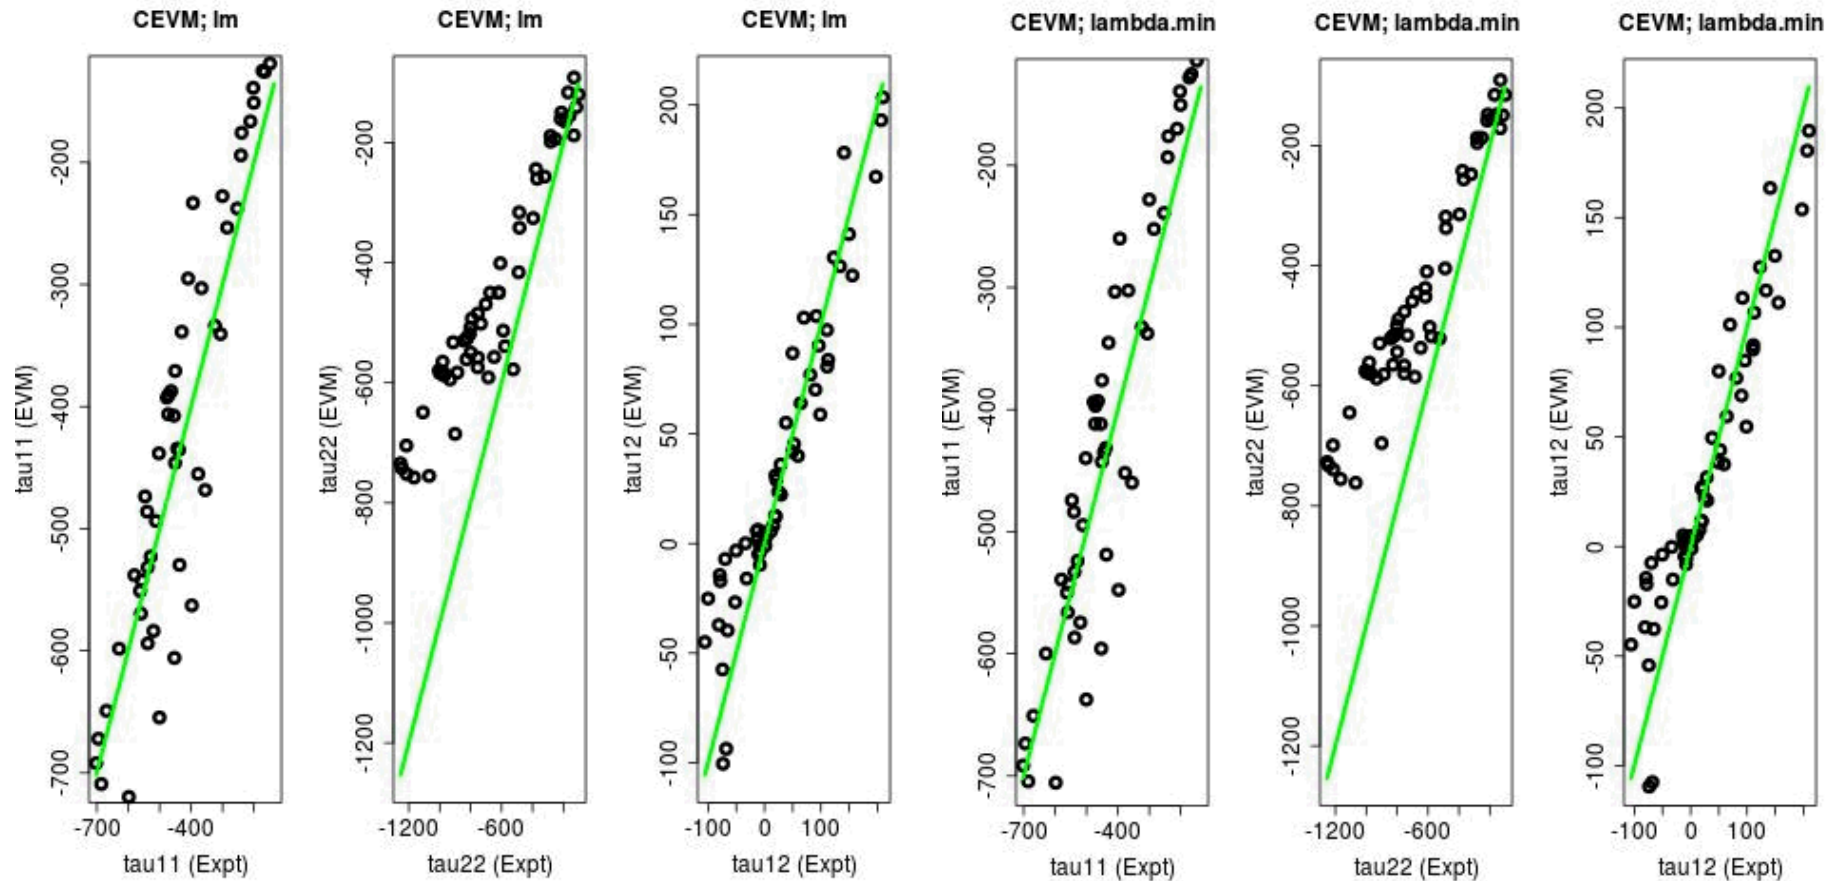 CEVM; lm
tau11 (EVM)
-200
-300
-400
-500
-600
-700
-700 -400
tau11 (Expt)
CEVM; lm
tau22 (EVM)
-200
-400
-600
-800
-1000
-1200
-1200 -600
tau22 (Expt)
CEVM; lm
tau12 (EVM)
200
150
100
50
0
-50
-100
-100 0 100
tau12 (Expt)
CEVM; lambda.min
tau11 (EVM)
-200
-300
-400
-500
-600
-700
-700 -400
tau11 (Expt)
CEVM; lambda.min
tau22 (EVM)
-200
-400
-600
-800
-1000
-1200
-1200 -600
tau22 (Expt)
CEVM; lambda.min
tau12 (EVM)
200
150
100
50
0
-50
-100
-100 0 100
tau12 (Expt)